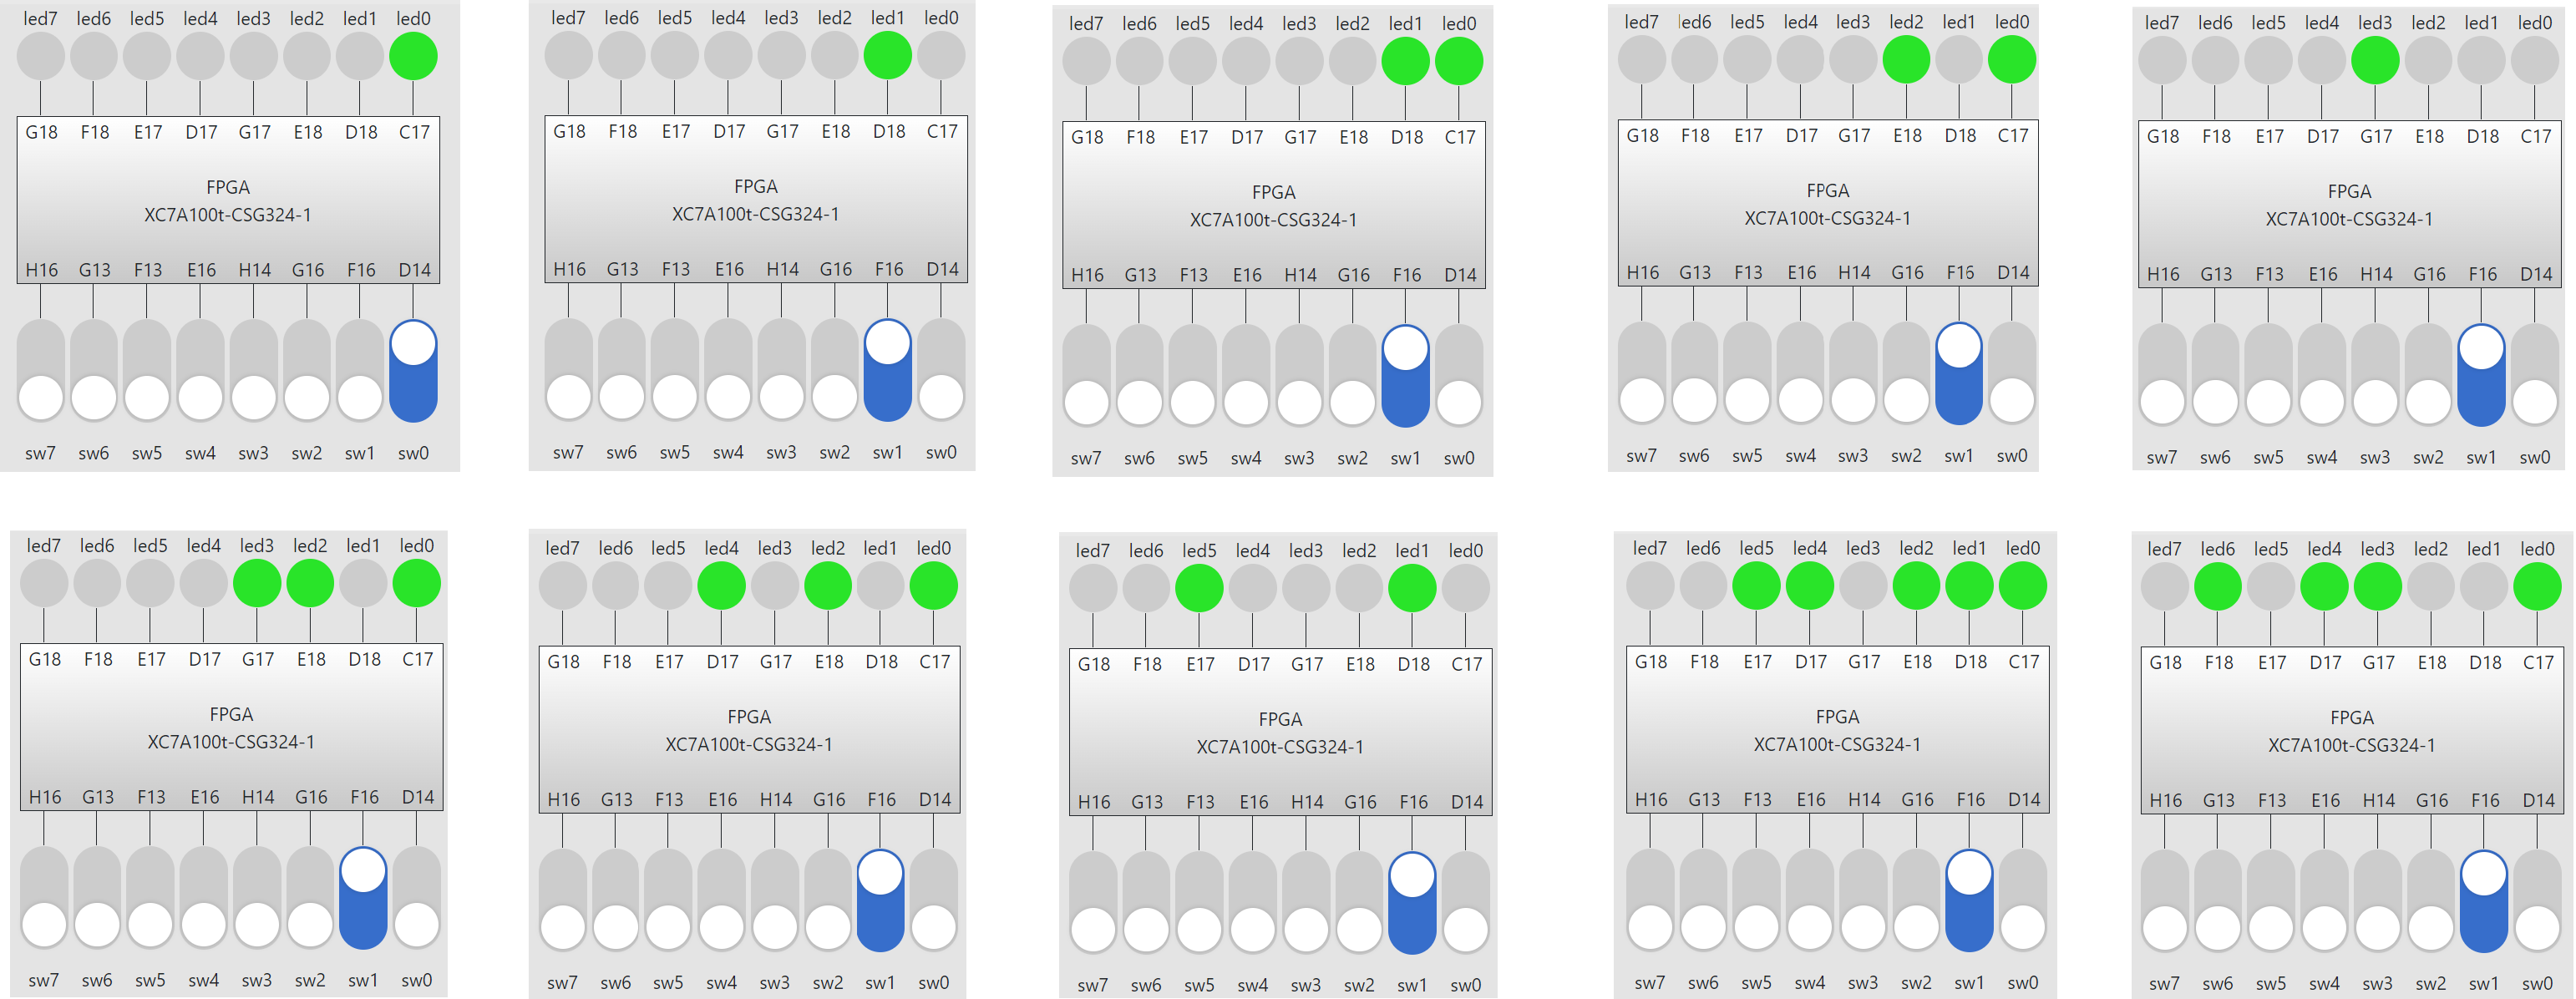 led7 led6 led5 led4 led3 led2 led1 led0
G18 F18 E17 D17 G17 E18 D18 C17
FPGA
XC7A100t-CSG324-1
H16 G13 F13 E16 H14 G16 F16 D14
sw7 sw6 sw5 sw4 sw3 sw2 sw1 sw0
led7 led6 led5 led4 led3 led2 led1 led0
G18 F18 E17 D17 G17 E18 D18 C17
FPGA
XC7A100t-CSG324-1
H16 G13 F13 E16 H14 G16 F16 D14
sw7 sw6 sw5 sw4 sw3 sw2 sw1 sw0
led7 led6 led5 led4 led3 led2 led1 led0
G18 F18 E17 D17 G17 E18 D18 C17
FPGA
XC7A100t-CSG324-1
H16 G13 F13 E16 H14 G16 F16 D14
sw7 sw6 sw5 sw4 sw3 sw2 sw1 sw0
led7 led6 led5 led4 led3 led2 led1 led0
G18 F18 E17 D17 G17 E18 D18 C17
FPGA
XC7A100t-CSG324-1
H16 G13 F13 E16 H14 G16 F16 D14
sw7 sw6 sw5 sw4 sw3 sw2 sw1 sw0
led7 led6 led5 led4 led3 led2 led1 led0
G18 F18 E17 D17 G17 E18 D18 C17
FPGA
XC7A100t-CSG324-1
H16 G13 F13 E16 H14 G16 F16 D14
sw7 sw6 sw5 sw4 sw3 sw2 sw1 sw0
led7 led6 led5 led4 led3 led2 led1 led0
G18 F18 E17 D17 G17 E18 D18 C17
FPGA
XC7A100t-CSG324-1
H16 G13 F13 E16 H14 G16 F16 D14
sw7 sw6 sw5 sw4 sw3 sw2 sw1 sw0
led7 led6 led5 led4 led3 led2 led1 led0
G18 F18 E17 D17 G17 E18 D18 C17
FPGA
XC7A100t-CSG324-1
H16 G13 F13 E16 H14 G16 F16 D14
sw7 sw6 sw5 sw4 sw3 sw2 sw1 sw0
led7 led6 led5 led4 led3 led2 led1 led0
G18 F18 E17 D17 G17 E18 D18 C17
FPGA
XC7A100t-CSG324-1
H16 G13 F13 E16 H14 G16 F16 D14
sw7 sw6 sw5 sw4 sw3 sw2 sw1 sw0
led7 led6 led5 led4 led3 led2 led1 led0
G18 F18 E17 D17 G17 E18 D18 C17
FPGA
XC7A100t-CSG324-1
H16 G13 F13 E16 H14 G16 F16 D14
sw7 sw6 sw5 sw4 sw3 sw2 sw1 sw0
led7 led6 led5 led4 led3 led2 led1 led0
G18 F18 E17 D17 G17 E18 D18 C17
FPGA
XC7A100t-CSG324-1
H16 G13 F13 E16 H14 G16 F16 D14
sw7 sw6 sw5 sw4 sw3 sw2 sw1 sw0